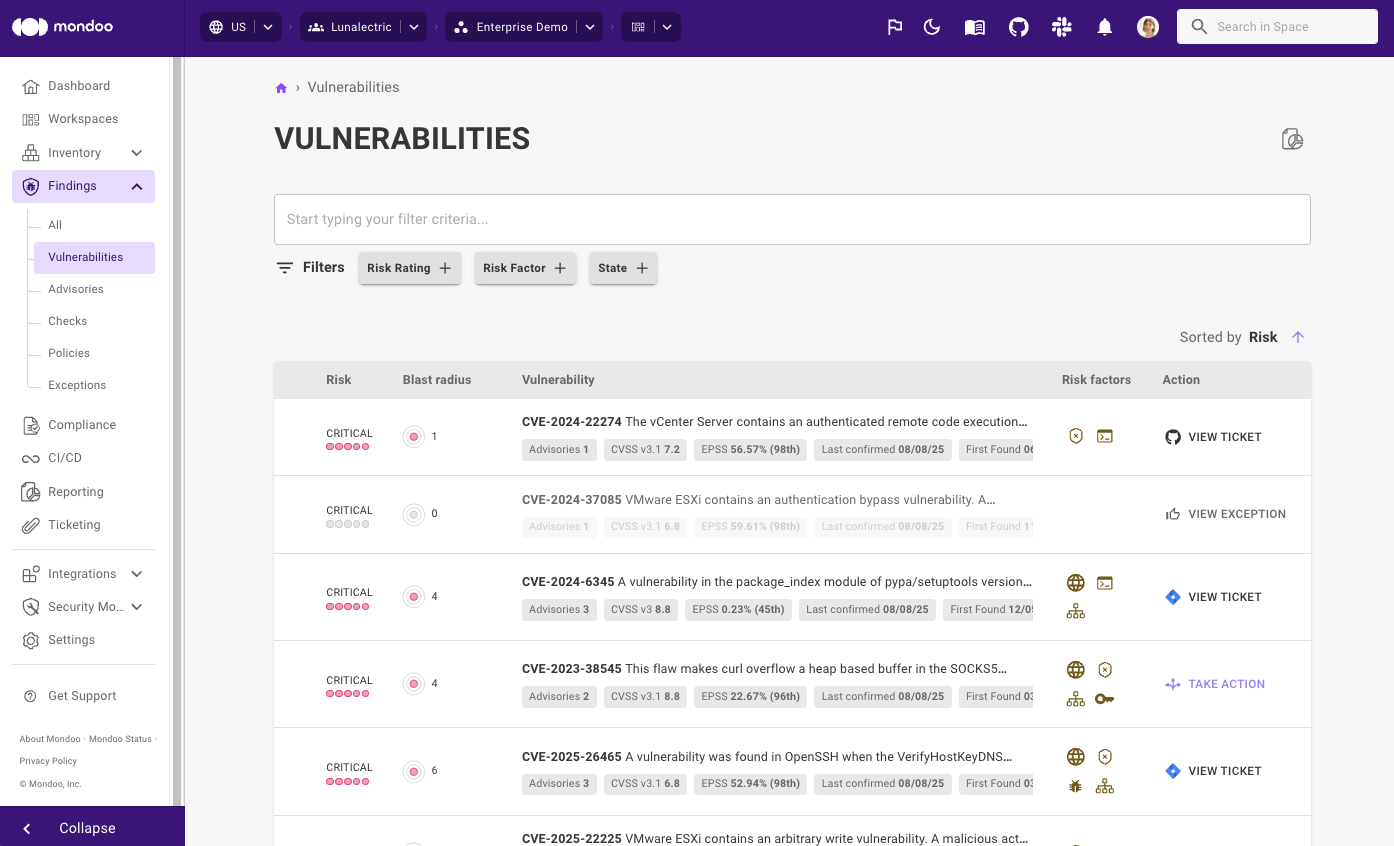 mondoo
US
Lunalectric
Enterprise Demo
Search in Space
Dashboard
Workspaces
Inventory
Findings
All
Vulnerabilities
Advisories
Checks
Policies
Exceptions
Compliance
CI/CD
Reporting
Ticketing
Integrations
Security Mo...
Settings
Get Support
About Mondoo · Mondoo Status ·
Privacy Policy
© Mondoo, Inc.
Collapse
› Vulnerabilities
VULNERABILITIES
Start typing your filter criteria...
Filters Risk Rating + Risk Factor + State +
Sorted by Risk ↑
Risk Blast radius Vulnerability Risk factors Action
CRITICAL 1 CVE-2024-22274 The vCenter Server contains an authenticated remote code execution… VIEW TICKET
Advisories 1 CVSS v3.1 7.2 EPSS 56.57% (98th) Last confirmed 08/08/25 First Found
CRITICAL 0 CVE-2024-37085 VMware ESXi contains an authentication bypass vulnerability. A… VIEW EXCEPTION
Advisories 1 CVSS v3.1 6.8 EPSS 59.61% (98th) Last confirmed 08/08/25 First Found
CRITICAL 4 CVE-2024-6345 A vulnerability in the package_index module of pypa/setuptools version… VIEW TICKET
Advisories 3 CVSS v3 8.8 EPSS 0.23% (45th) Last confirmed 08/08/25 First Found
CRITICAL 4 CVE-2023-38545 This flaw makes curl overflow a heap based buffer in the SOCKS5… TAKE ACTION
Advisories 2 CVSS v3.1 8.8 EPSS 22.67% (96th) Last confirmed 08/08/25 First Found
CRITICAL 6 CVE-2025-26465 A vulnerability was found in OpenSSH when the VerifyHostKeyDNS… VIEW TICKET
Advisories 3 CVSS v3.1 6.8 EPSS 52.94% (98th) Last confirmed 08/08/25 First Found
CVE-2025-22225 VMware ESXi contains an arbitrary write vulnerability. A malicious act…